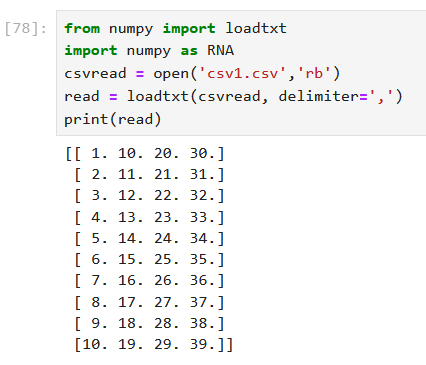 [78]: from numpy import loadtxt
import numpy as RNA
csvread = open('csv1.csv','rb')
read = loadtxt(csvread, delimiter=',')
print(read)
[[ 1. 10. 20. 30.]
 [ 2. 11. 21. 31.]
 [ 3. 12. 22. 32.]
 [ 4. 13. 23. 33.]
 [ 5. 14. 24. 34.]
 [ 6. 15. 25. 35.]
 [ 7. 16. 26. 36.]
 [ 8. 17. 27. 37.]
 [ 9. 18. 28. 38.]
 [10. 19. 29. 39.]]